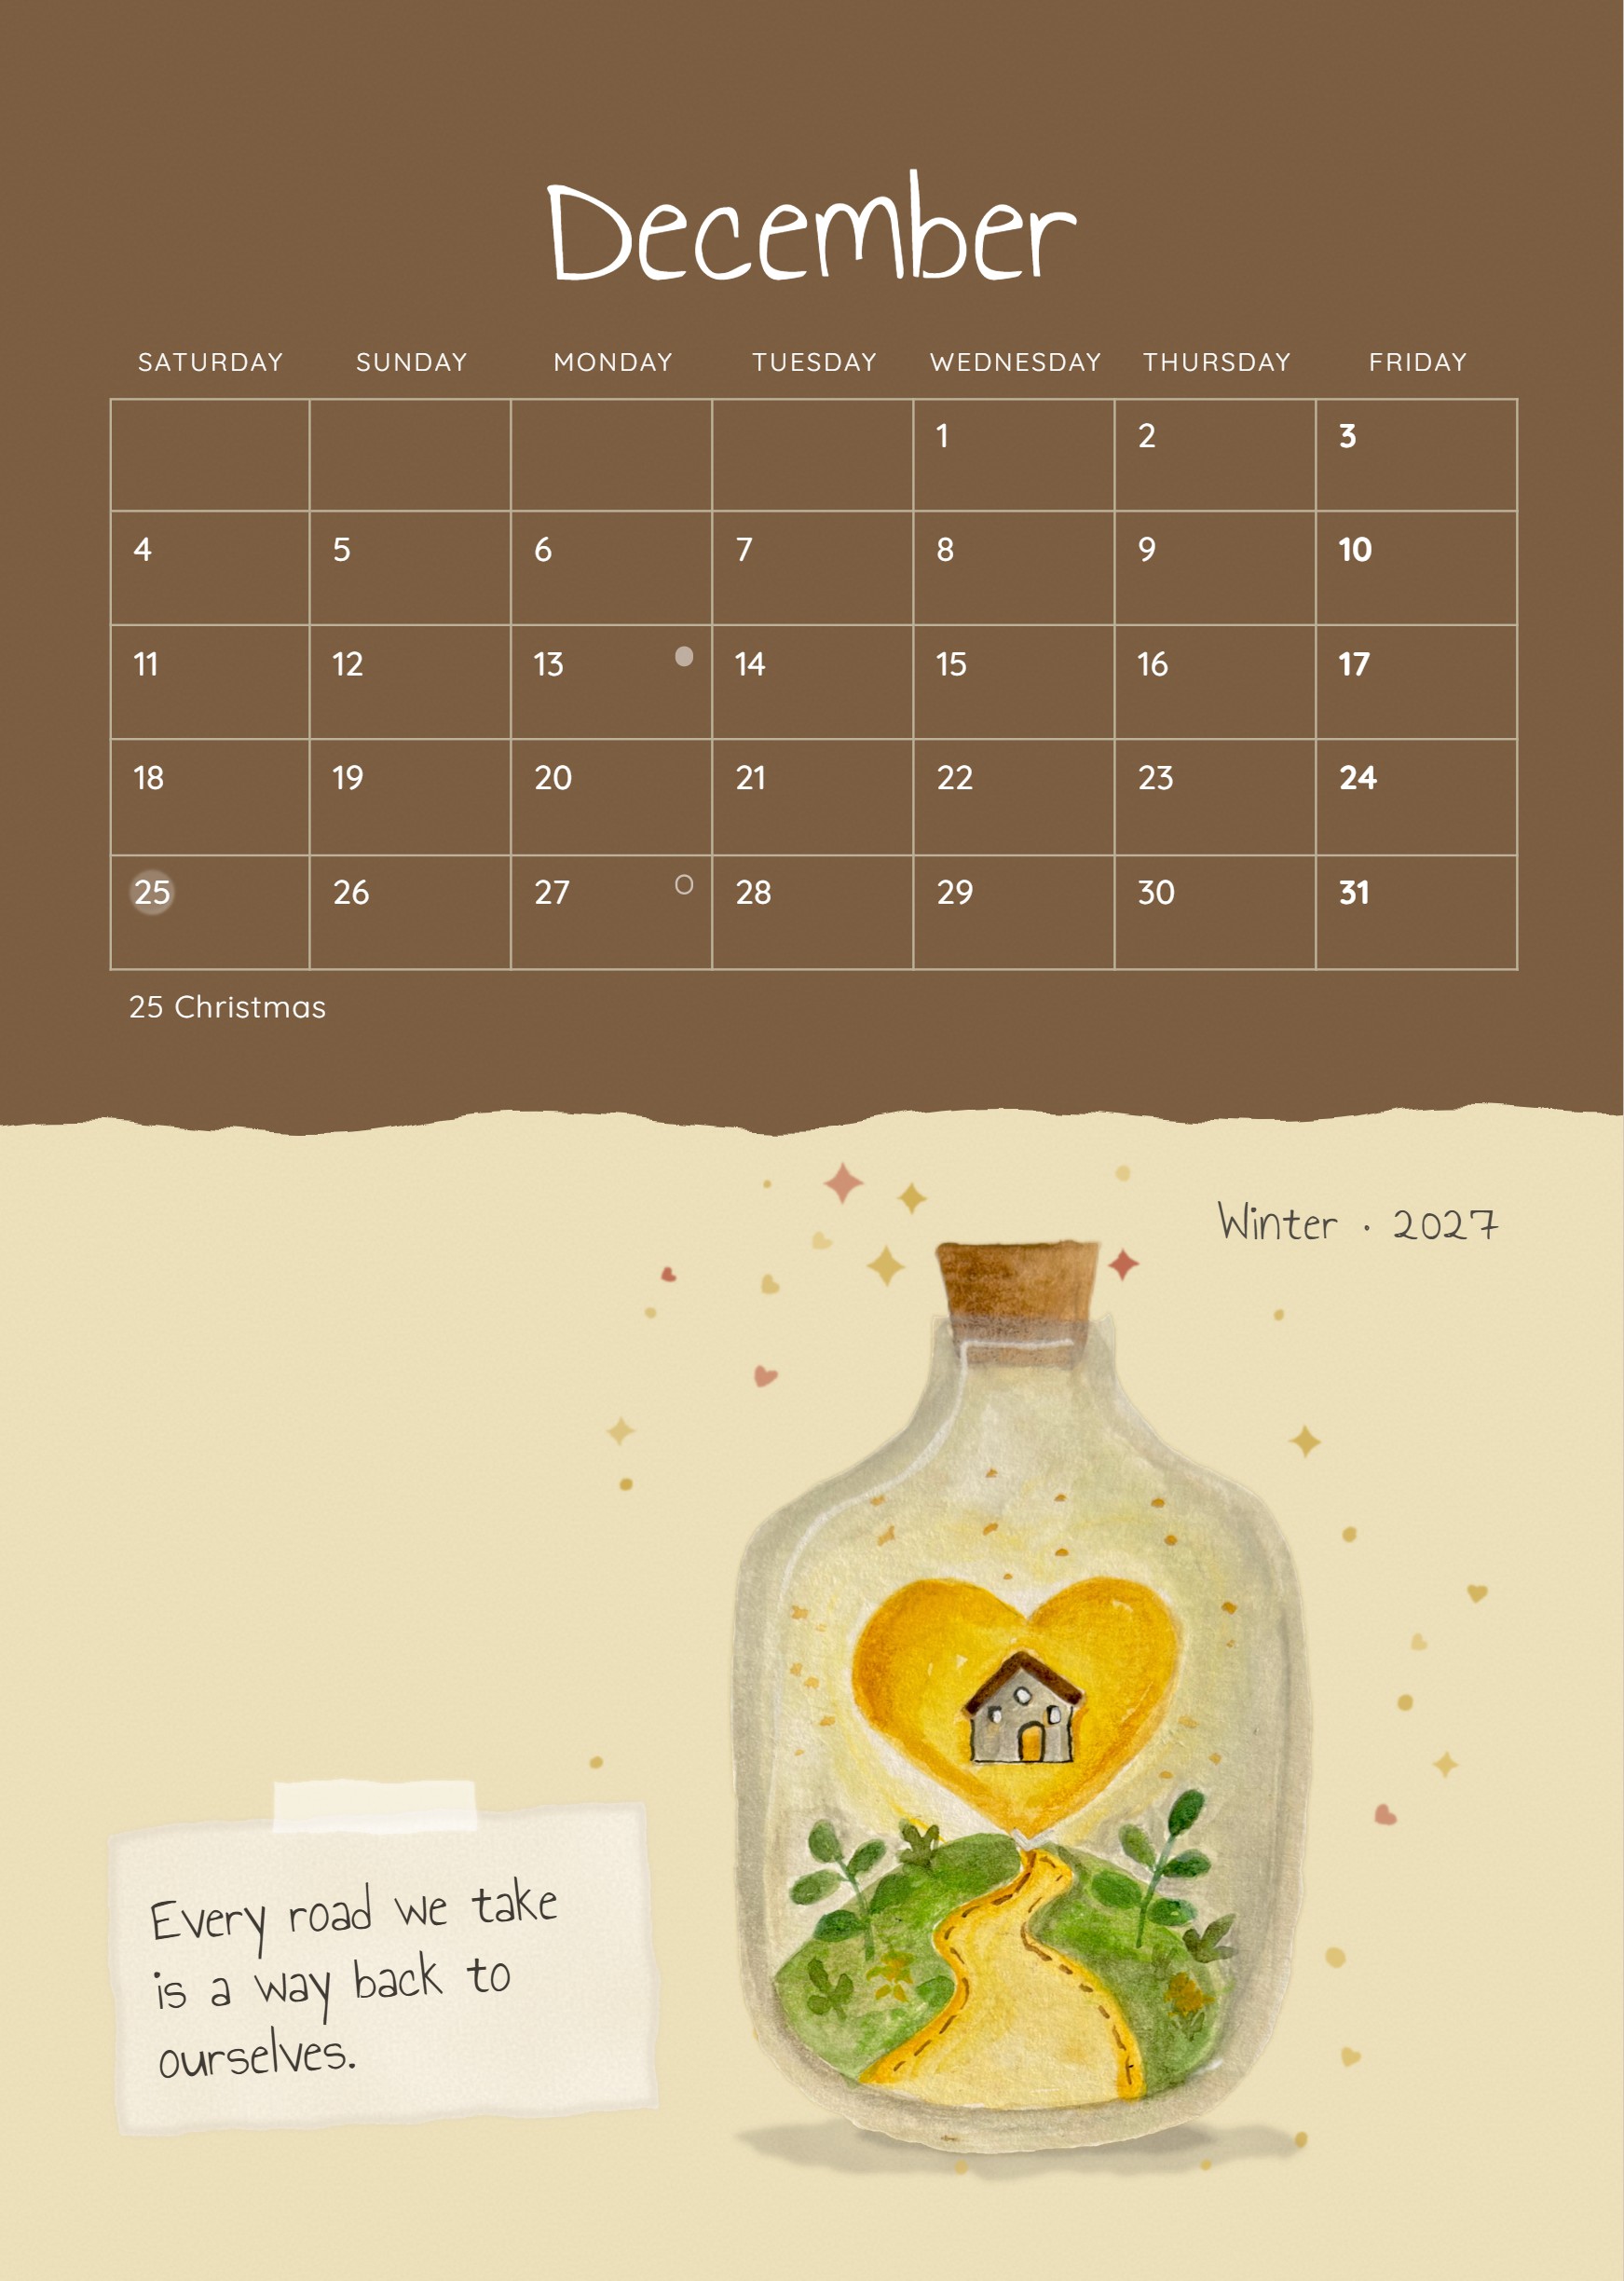 December
SATURDAY SUNDAY MONDAY TUESDAY WEDNESDAY THURSDAY FRIDAY
1 2 3
4 5 6 7 8 9 10
11 12 13 14 15 16 17
18 19 20 21 22 23 24
25 26 27 28 29 30 31
25 Christmas
Winter · 2027
Every road we take
is a way back to
ourselves.